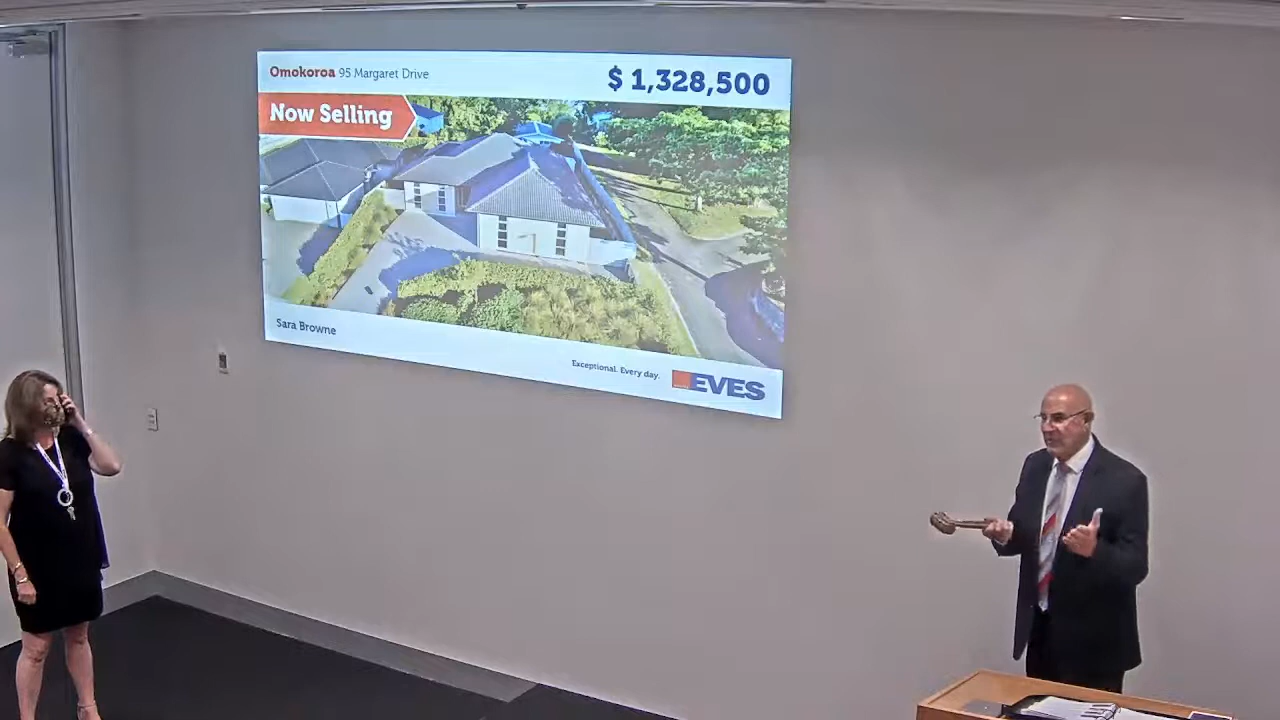 Omokoroa 95 Margaret Drive
$ 1,328,500
Now Selling
Sara Browne
Exceptional. Every day.
EVES